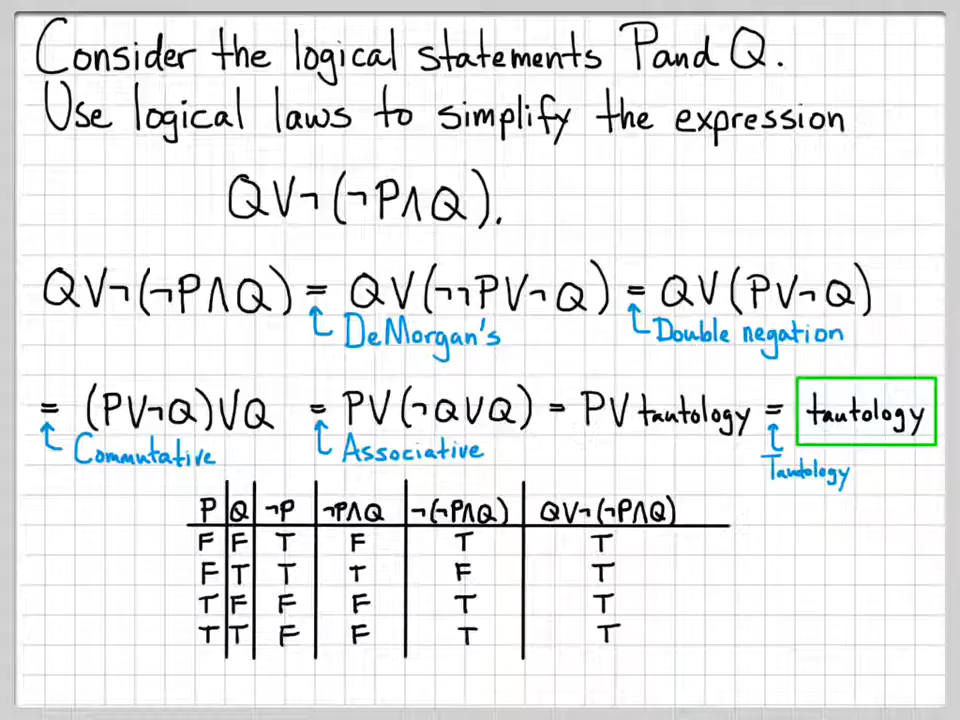 Consider the logical statements P and Q.
Use logical laws to simplify the expression
Q∨¬(¬P∧Q).
Q∨¬(¬P∧Q) = Q∨(¬¬P∨¬Q) = Q∨(P∨¬Q)
DeMorgan's Double negation
= (P∨¬Q)∨Q = P∨(¬Q∨Q) = P∨tautology = tautology
Commutative Associative Tautology
P Q ¬P ¬P∧Q ¬(¬P∧Q) Q∨¬(¬P∧Q)
F F T F T T
F T T T F T
T F F F T T
T T F F T T